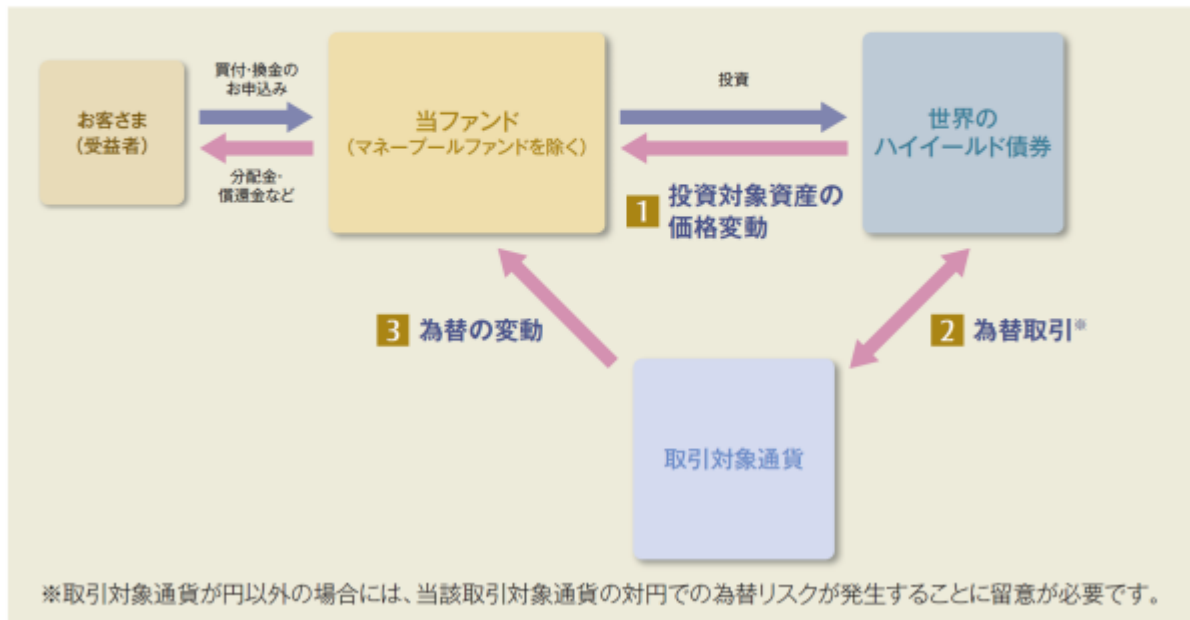 買付・換金の
お申込み
お客さま
(受益者)
分配金・
償還金など
当ファンド
(マネープールファンドを除く)
投資
世界の
ハイイールド債券
1 投資対象資産の
価格変動
3 為替の変動
2 為替取引※
取引対象通貨
※取引対象通貨が円以外の場合には、当該取引対象通貨の対円での為替リスクが発生することに留意が必要です。